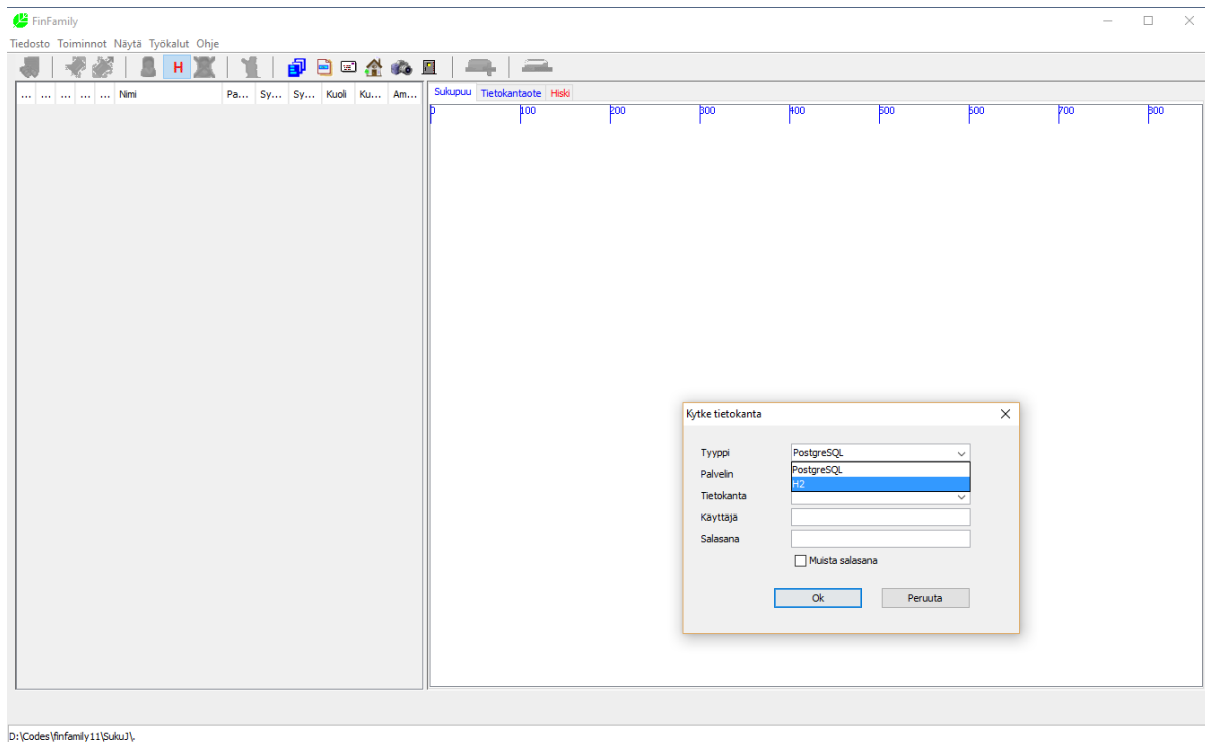 FinFamily
Tiedosto Toiminnot Näytä Työkalut Ohje
H
... ... ... ... ... Nimi Pa... Sy... Sy... Kuoli Ku... Am...
Sukupuu Tietokantaote Hiski
0 100 200 300 400 500 600 700 800
Kytke tietokanta
Tyyppi PostgreSQL
PostgreSQL
Palvelin
H2
Tietokanta
Käyttäjä
Salasana
Muista salasana
Ok Peruuta
D:\Codes\finfamily11\SukuJ\.